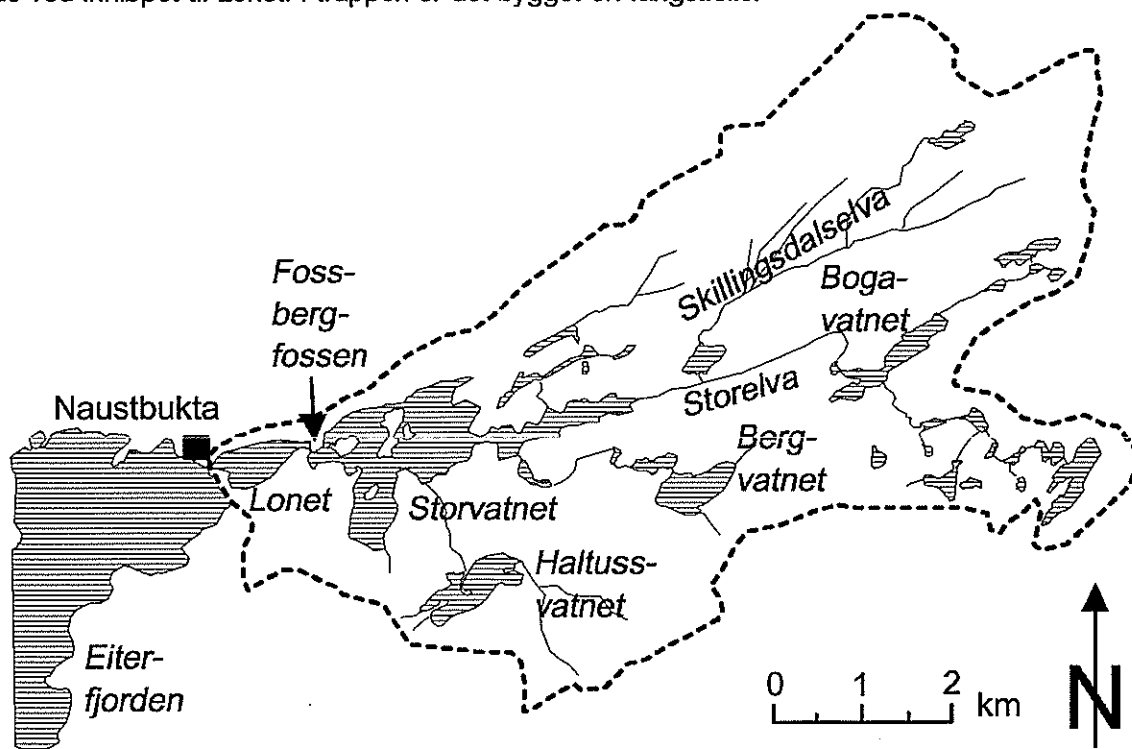 Foss-
berg-
fossen
Skillingsdalselva
Boga-
vatnet
Naustbukta
Storelva
Berg-
vatnet
Lonet
Storvatnet
Haltuss-
vatnet
Eiter-
fjorden
0 1 2
km
N